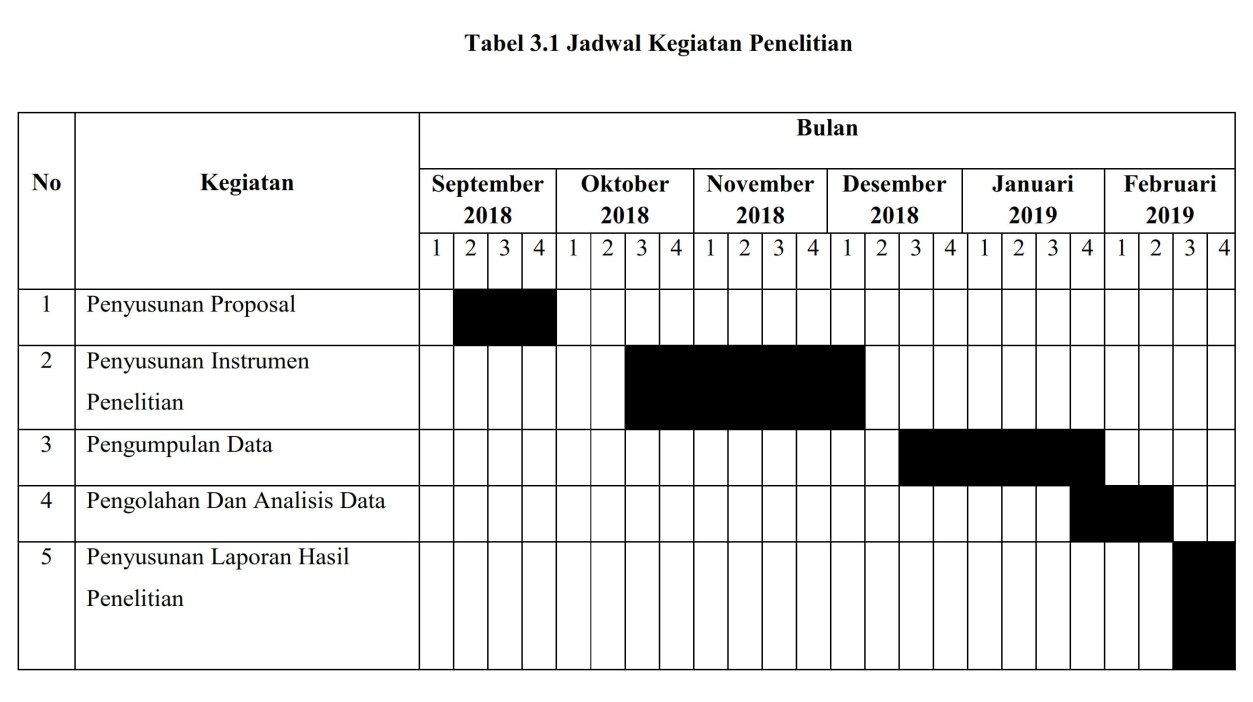 Tabel 3.1 Jadwal Kegiatan Penelitian
No
Kegiatan
Bulan
September
2018
Oktober
2018
November
2018
Desember
2018
Januari
2019
Februari
2019
1 2 3 4 1 2 3 4 1 2 3 4 1 2 3 4 1 2 3 4 1 2 3 4
1 Penyusunan Proposal
2 Penyusunan Instrumen
Penelitian
3 Pengumpulan Data
4 Pengolahan Dan Analisis Data
5 Penyusunan Laporan Hasil
Penelitian